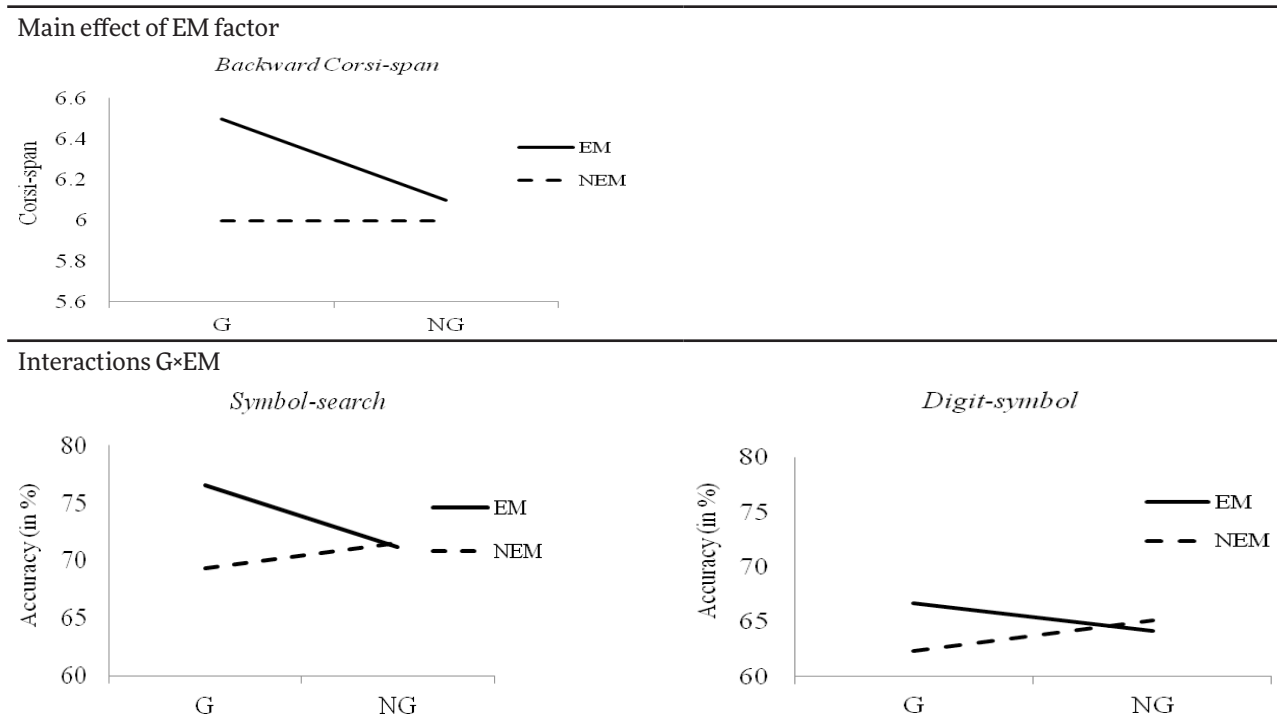 Main effect of EM factor
Backward Corsi-span
Corsi-span
6.6
6.4
6.2
6
5.8
5.6
G NG
EM
NEM
Interactions G×EM
Symbol-search
Accuracy (in %)
80
75
70
65
60
G NG
EM
NEM
Digit-symbol
Accuracy (in %)
80
75
70
65
60
G NG
EM
NEM